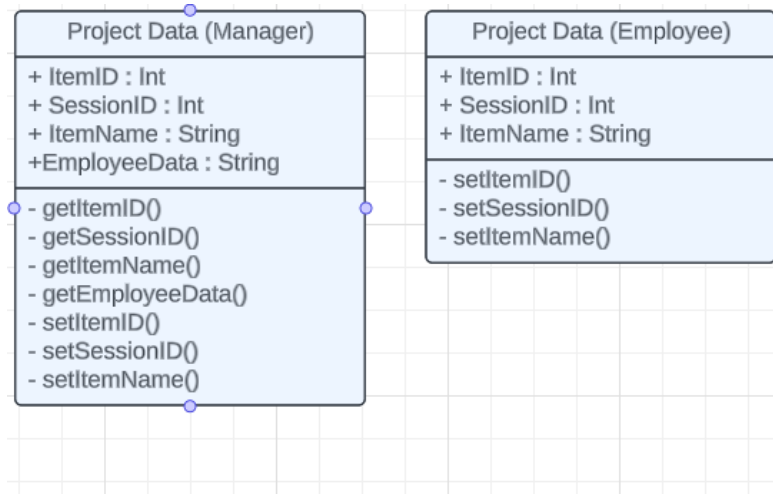 Project Data (Manager)
+ ItemID : Int
+ SessionID : Int
+ ItemName : String
+EmployeeData : String
- getItemID()
- getSessionID()
- getItemName()
- getEmployeeData()
- setItemID()
- setSessionID()
- setItemName()
Project Data (Employee)
+ ItemID : Int
+ SessionID : Int
+ ItemName : String
- setItemID()
- setSessionID()
- setItemName()